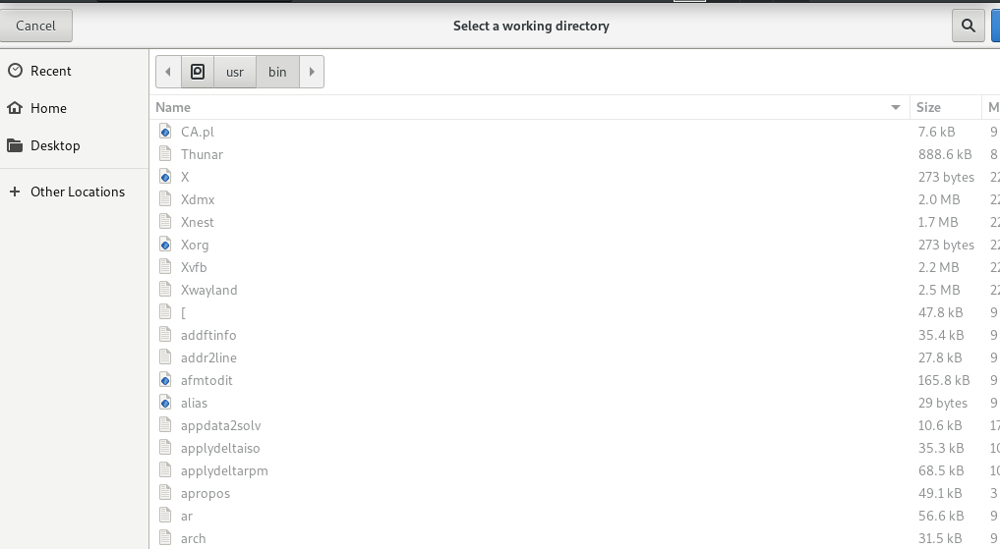 Cancel Select a working directory
Recent
Home
Desktop
Other Locations
usr bin
Name Size M
CA.pl 7.6 kB 9
Thunar 888.6 kB 8
X 273 bytes 22
Xdmx 2.0 MB 22
Xnest 1.7 MB 22
Xorg 273 bytes 22
Xvfb 2.2 MB 22
Xwayland 2.5 MB 22
[ 47.8 kB 9
addftinfo 35.4 kB 9
addr2line 27.8 kB 9
afmtodit 165.8 kB 9
alias 29 bytes 9
appdata2solv 10.6 kB 17
applydeltaiso 35.3 kB 10
applydeltarpm 68.5 kB 10
apropos 49.1 kB 3
ar 56.6 kB 9
arch 31.5 kB 9